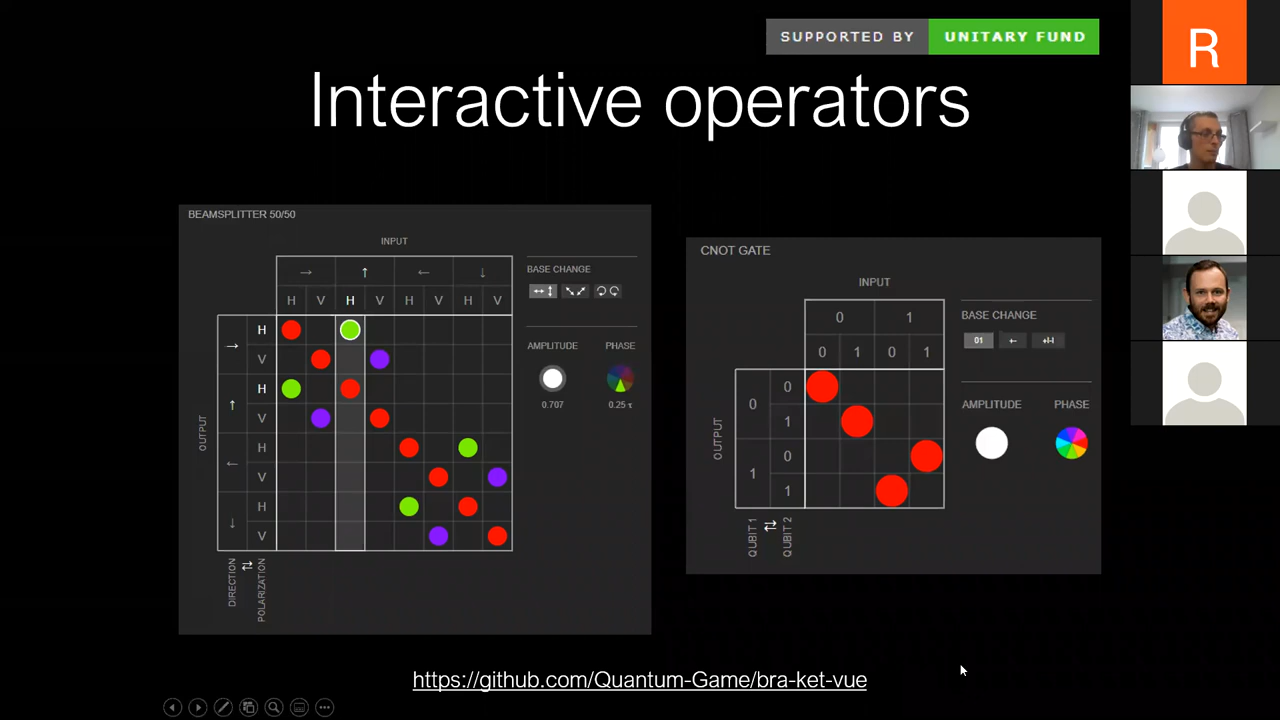 SUPPORTED BY UNITARY FUND
R
Interactive operators
BEAMSPLITTER 50/50
INPUT
→ ↑ ← ↓
H V H V H V H V
OUTPUT
→ H
V
↑ H
V
← H
V
↓ H
V
DIRECTION ⇄ POLARIZATION
BASE CHANGE
AMPLITUDE PHASE
0.707 0.25 τ
CNOT GATE
INPUT
0 1
0 1 0 1
OUTPUT
0 0
1
1 0
1
QUBIT 1 ⇄ QUBIT 2
BASE CHANGE
01 +- +i-i
AMPLITUDE PHASE
https://github.com/Quantum-Game/bra-ket-vue